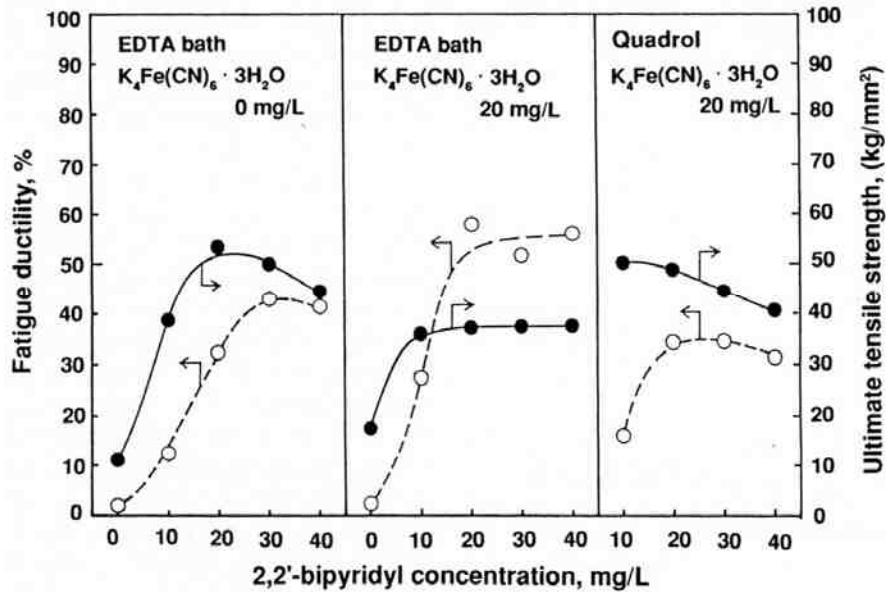 EDTA bath
K₄Fe(CN)₆ · 3H₂O
0 mg/L
EDTA bath
K₄Fe(CN)₆ · 3H₂O
20 mg/L
Quadrol
K₄Fe(CN)₆ · 3H₂O
20 mg/L
Fatigue ductility, %
100
90
80
70
60
50
40
30
20
10
0
Ultimate tensile strength, (kg/mm²)
100
90
80
70
60
50
40
30
20
10
0
0 10 20 30 40 0 10 20 30 40 10 20 30 40
2,2'-bipyridyl concentration, mg/L